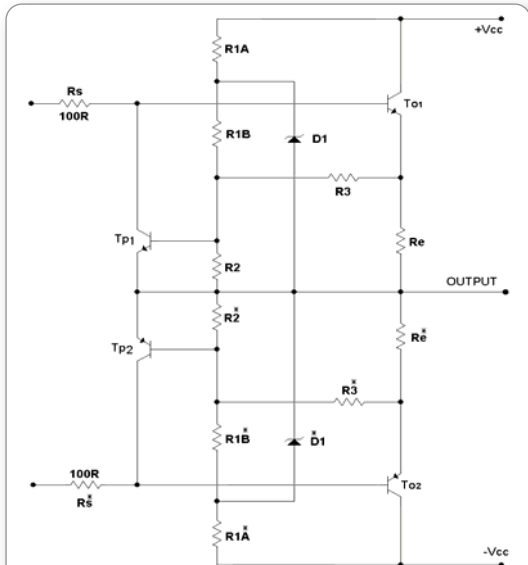 +Vcc
R1A
Rs
100R
To1
R1B
D1
R3
Tp1
Re
R2
OUTPUT
R2*
Tp2
Re*
R3*
R1B*
D1*
100R
Rs*
To2
R1A*
-Vcc